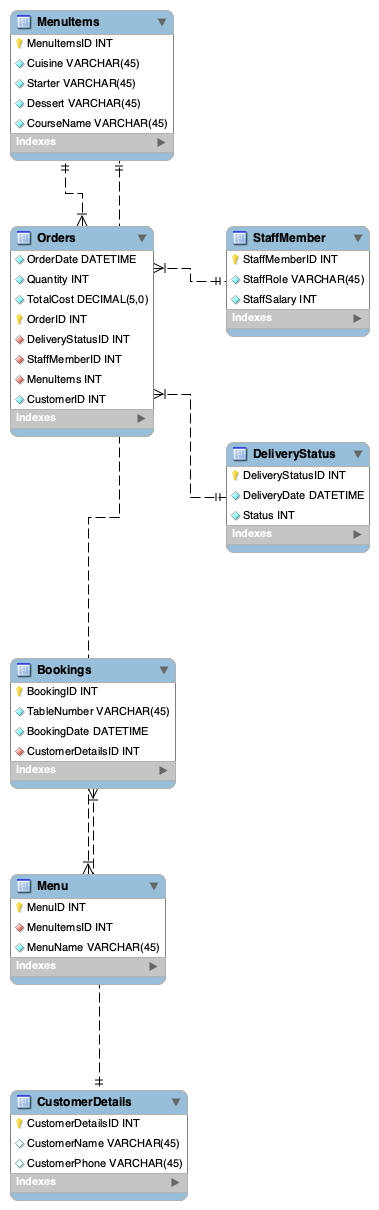 MenuItems
MenuItemsID INT
Cuisine VARCHAR(45)
Starter VARCHAR(45)
Dessert VARCHAR(45)
CourseName VARCHAR(45)
Indexes
Orders
OrderDate DATETIME
Quantity INT
TotalCost DECIMAL(5,0)
OrderID INT
DeliveryStatusID INT
StaffMemberID INT
MenuItems INT
CustomerID INT
Indexes
StaffMember
StaffMemberID INT
StaffRole VARCHAR(45)
StaffSalary INT
Indexes
DeliveryStatus
DeliveryStatusID INT
DeliveryDate DATETIME
Status INT
Indexes
Bookings
BookingID INT
TableNumber VARCHAR(45)
BookingDate DATETIME
CustomerDetailsID INT
Indexes
Menu
MenuID INT
MenuItemsID INT
MenuName VARCHAR(45)
Indexes
CustomerDetails
CustomerDetailsID INT
CustomerName VARCHAR(45)
CustomerPhone VARCHAR(45)
Indexes